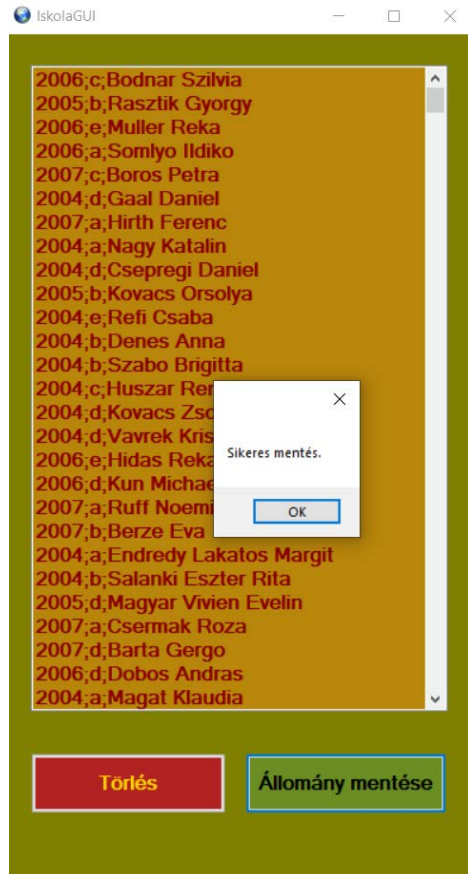 IskolaGUI
2006;c;Bodnar Szilvia
2005;b;Rasztik Gyorgy
2006;e;Muller Reka
2006;a;Somlyo Ildiko
2007;c;Boros Petra
2004;d;Gaal Daniel
2007;a;Hirth Ferenc
2004;a;Nagy Katalin
2004;d;Csepregi Daniel
2005;b;Kovacs Orsolya
2004;e;Refi Csaba
2004;b;Denes Anna
2004;b;Szabo Brigitta
2004;c;Huszar
2004;d;Kovacs
2004;d;Vavrek
2006;e;Hidas Reka
2006;d;Kun
2007;a;Ruff Noemi
2007;b;Berze Eva
2004;a;Endredy Lakatos Margit
2004;b;Salanki Eszter Rita
2005;d;Magyar Vivien Evelin
2007;a;Csermak Roza
2007;d;Barta Gergo
2006;d;Dobos Andras
2004;a;Magat Klaudia
Sikeres mentés.
OK
Törlés
Állomány mentése